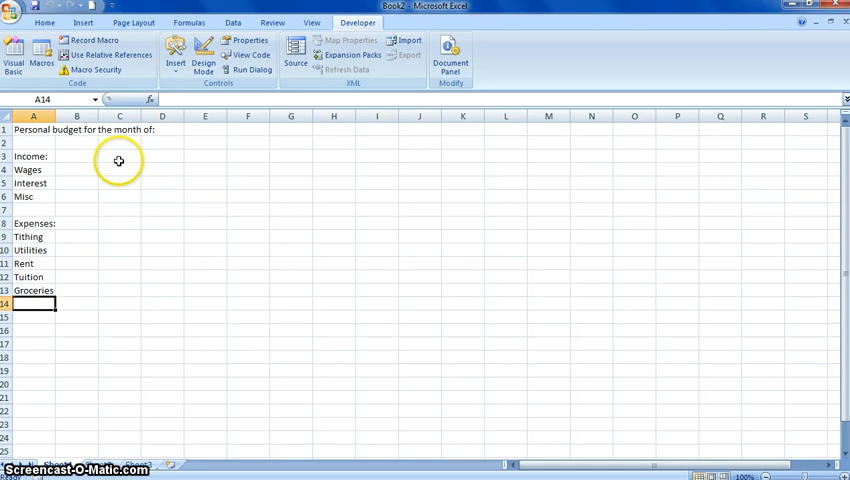 Book2 - Microsoft Excel
Home Insert Page Layout Formulas Data Review View Developer
Visual Basic
Macros
Record Macro
Use Relative References
Macro Security
Code
Insert
Design Mode
Properties
View Code
Run Dialog
Controls
Source
Map Properties
Expansion Packs
Refresh Data
Import
Export
XML
Document Panel
Modify
A14 fx
A B C D E F G H I J K L M N O P Q R S
1 Personal budget for the month of:
2
3 Income:
4 Wages
5 Interest
6 Misc
7
8 Expenses:
9 Tithing
10 Utilities
11 Rent
12 Tuition
13 Groceries
14
15
16
17
18
19
20
21
22
23
24
25
Sheet3
Screencast-O-Matic.com
Ready
100%